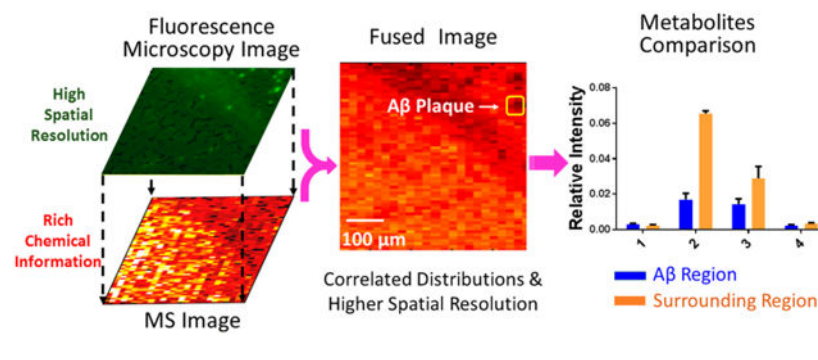 Fluorescence
Microscopy Image
High
Spatial
Resolution
Rich
Chemical
Information
MS Image
Fused Image
Aβ Plaque
100 μm
Correlated Distributions &
Higher Spatial Resolution
Metabolites
Comparison
Relative Intensity
0.08
0.06
0.04
0.02
0.00
1 2 3 4
Aβ Region
Surrounding Region